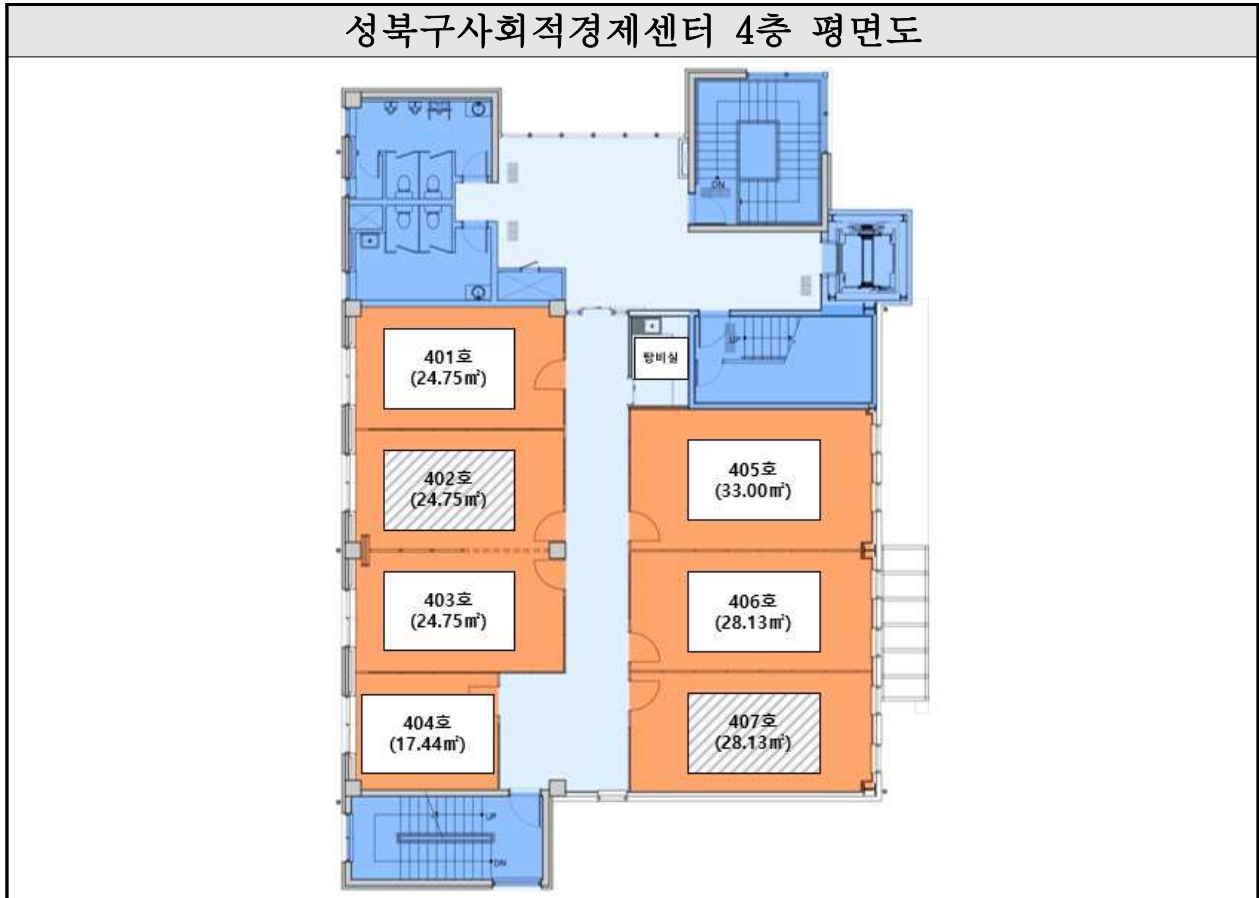 성북구사회적경제센터 4층 평면도
DN
UP
탕비실
401호
(24.75㎡)
402호
(24.75㎡)
403호
(24.75㎡)
404호
(17.44㎡)
405호
(33.00㎡)
406호
(28.13㎡)
407호
(28.13㎡)
UP
DN